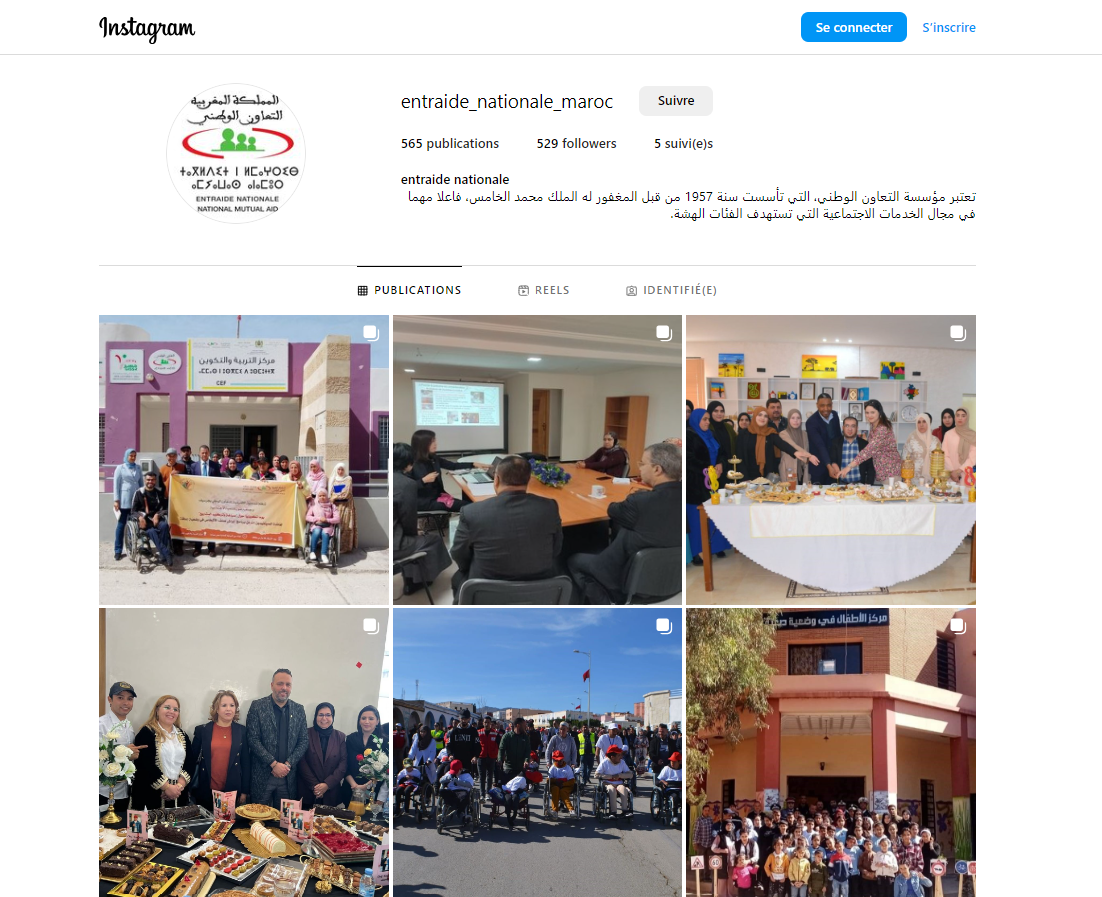 Instagram
Se connecter
S'inscrire
المملكة المغربية
التعاون الوطني
ENTRAIDE NATIONALE
NATIONAL MUTUAL AID
entraide_nationale_maroc
Suivre
565 publications
529 followers
5 suivi(e)s
entraide nationale
تعتبر مؤسسة التعاون الوطني، التي تأسست سنة 1957 من قبل المغفور له الملك محمد الخامس، فاعلا مهما
في مجال الخدمات الاجتماعية التي تستهدف الفئات الهشة.
PUBLICATIONS
REELS
IDENTIFIÉ(E)
مركز التربية والتكوين
CEF
مركز الأطفال في وضعية